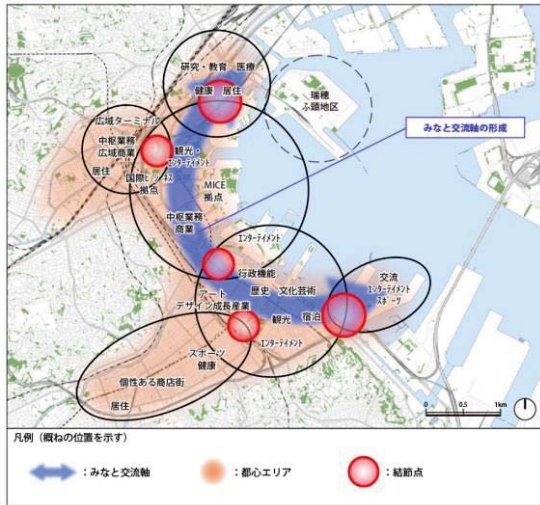 研究・教育 医療
健康 居住
瑞穂
ふ頭地区
広域ターミナル
中枢業務
広域商業
居住
国際ビジネス
拠点
観光・
エンターテイメント
みなと交流軸の形成
MICE
拠点
中枢業務
商業
エンターテイメント
行政機能
交流
エンターテイメント
スポーツ
アート
デザイン成長産業
歴史 文化芸術
観光 宿泊
エンターテイメント
スポーツ
健康
個性ある商店街
居住
0 0.5 1km
凡例（概ねの位置を示す）
：みなと交流軸
：都心エリア
：結節点